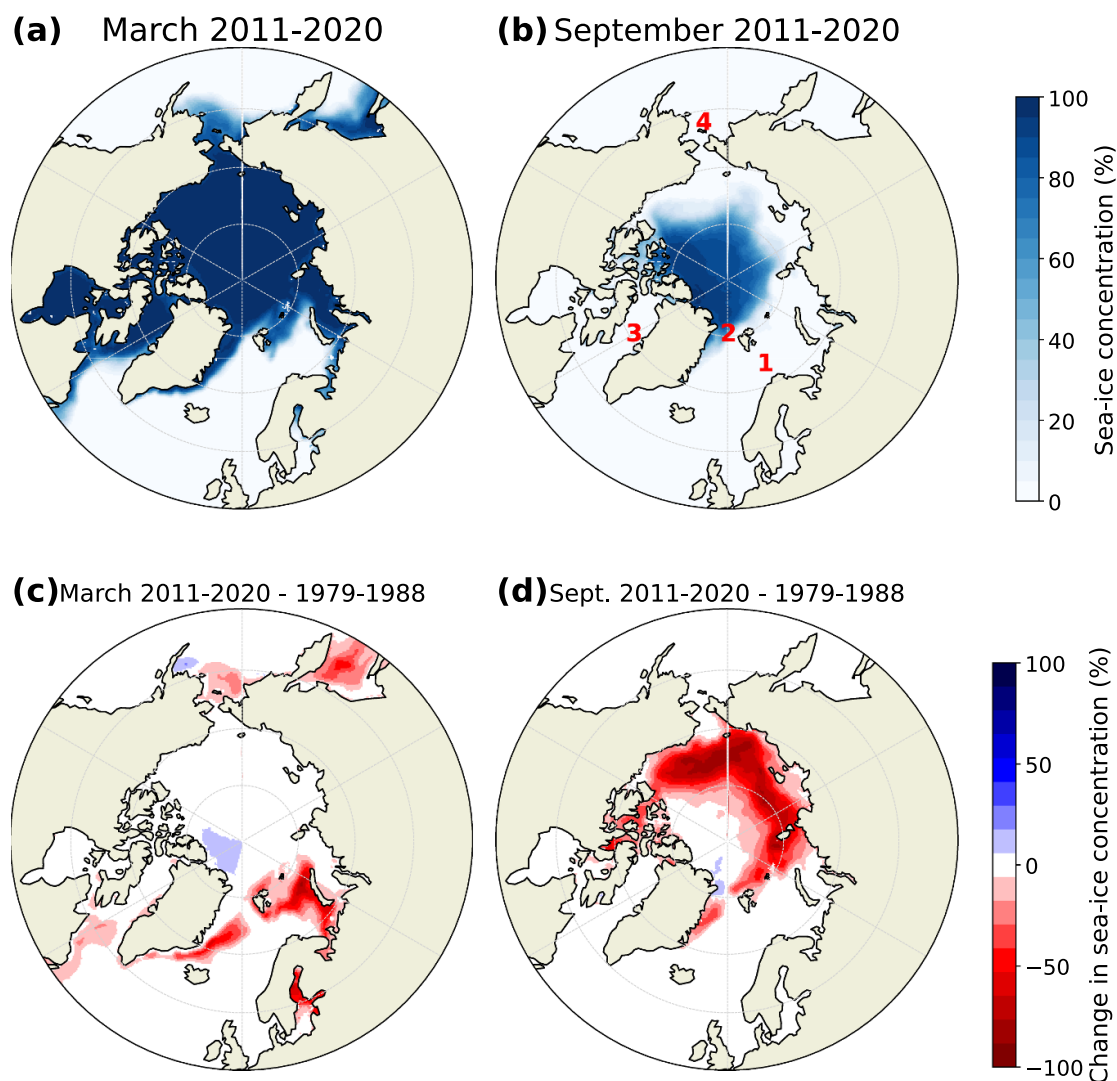 (a) March 2011-2020
(b) September 2011-2020
4
3
2
1
100
80
60
40
20
0
Sea-ice concentration (%)
(c) March 2011-2020 - 1979-1988
(d) Sept. 2011-2020 - 1979-1988
100
50
0
−50
−100
Change in sea-ice concentration (%)